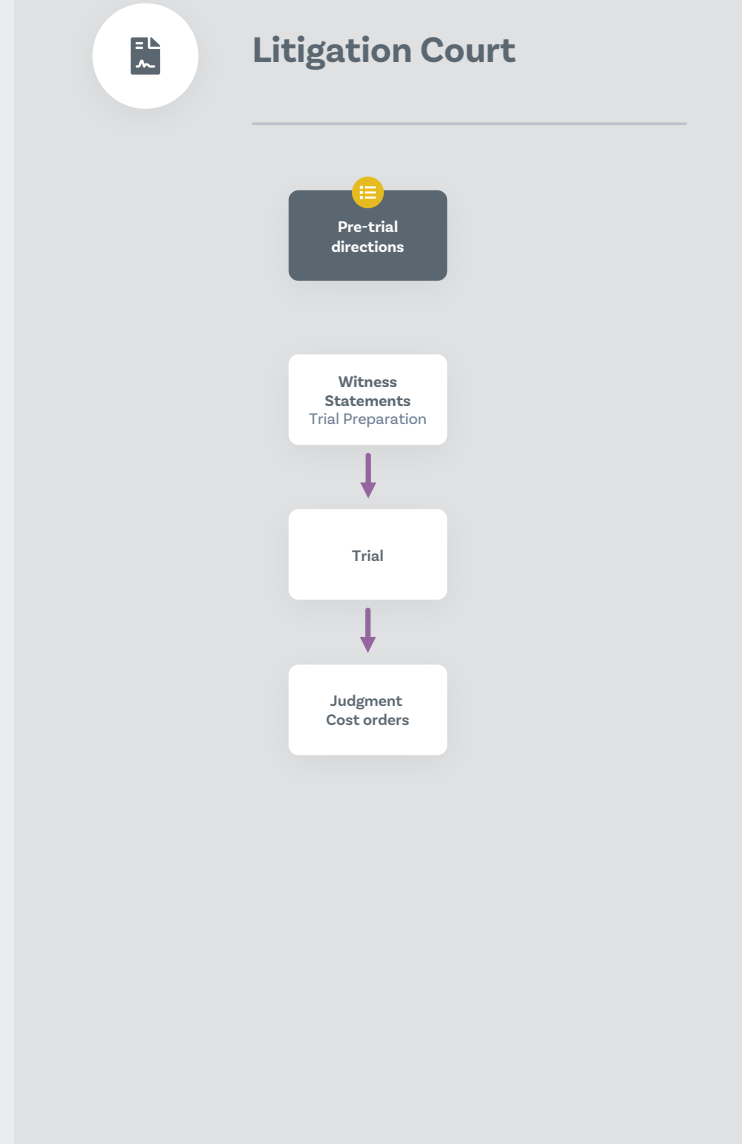 Litigation Court
Pre-trial
directions
Witness
Statements
Trial Preparation
Trial
Judgment
Cost orders